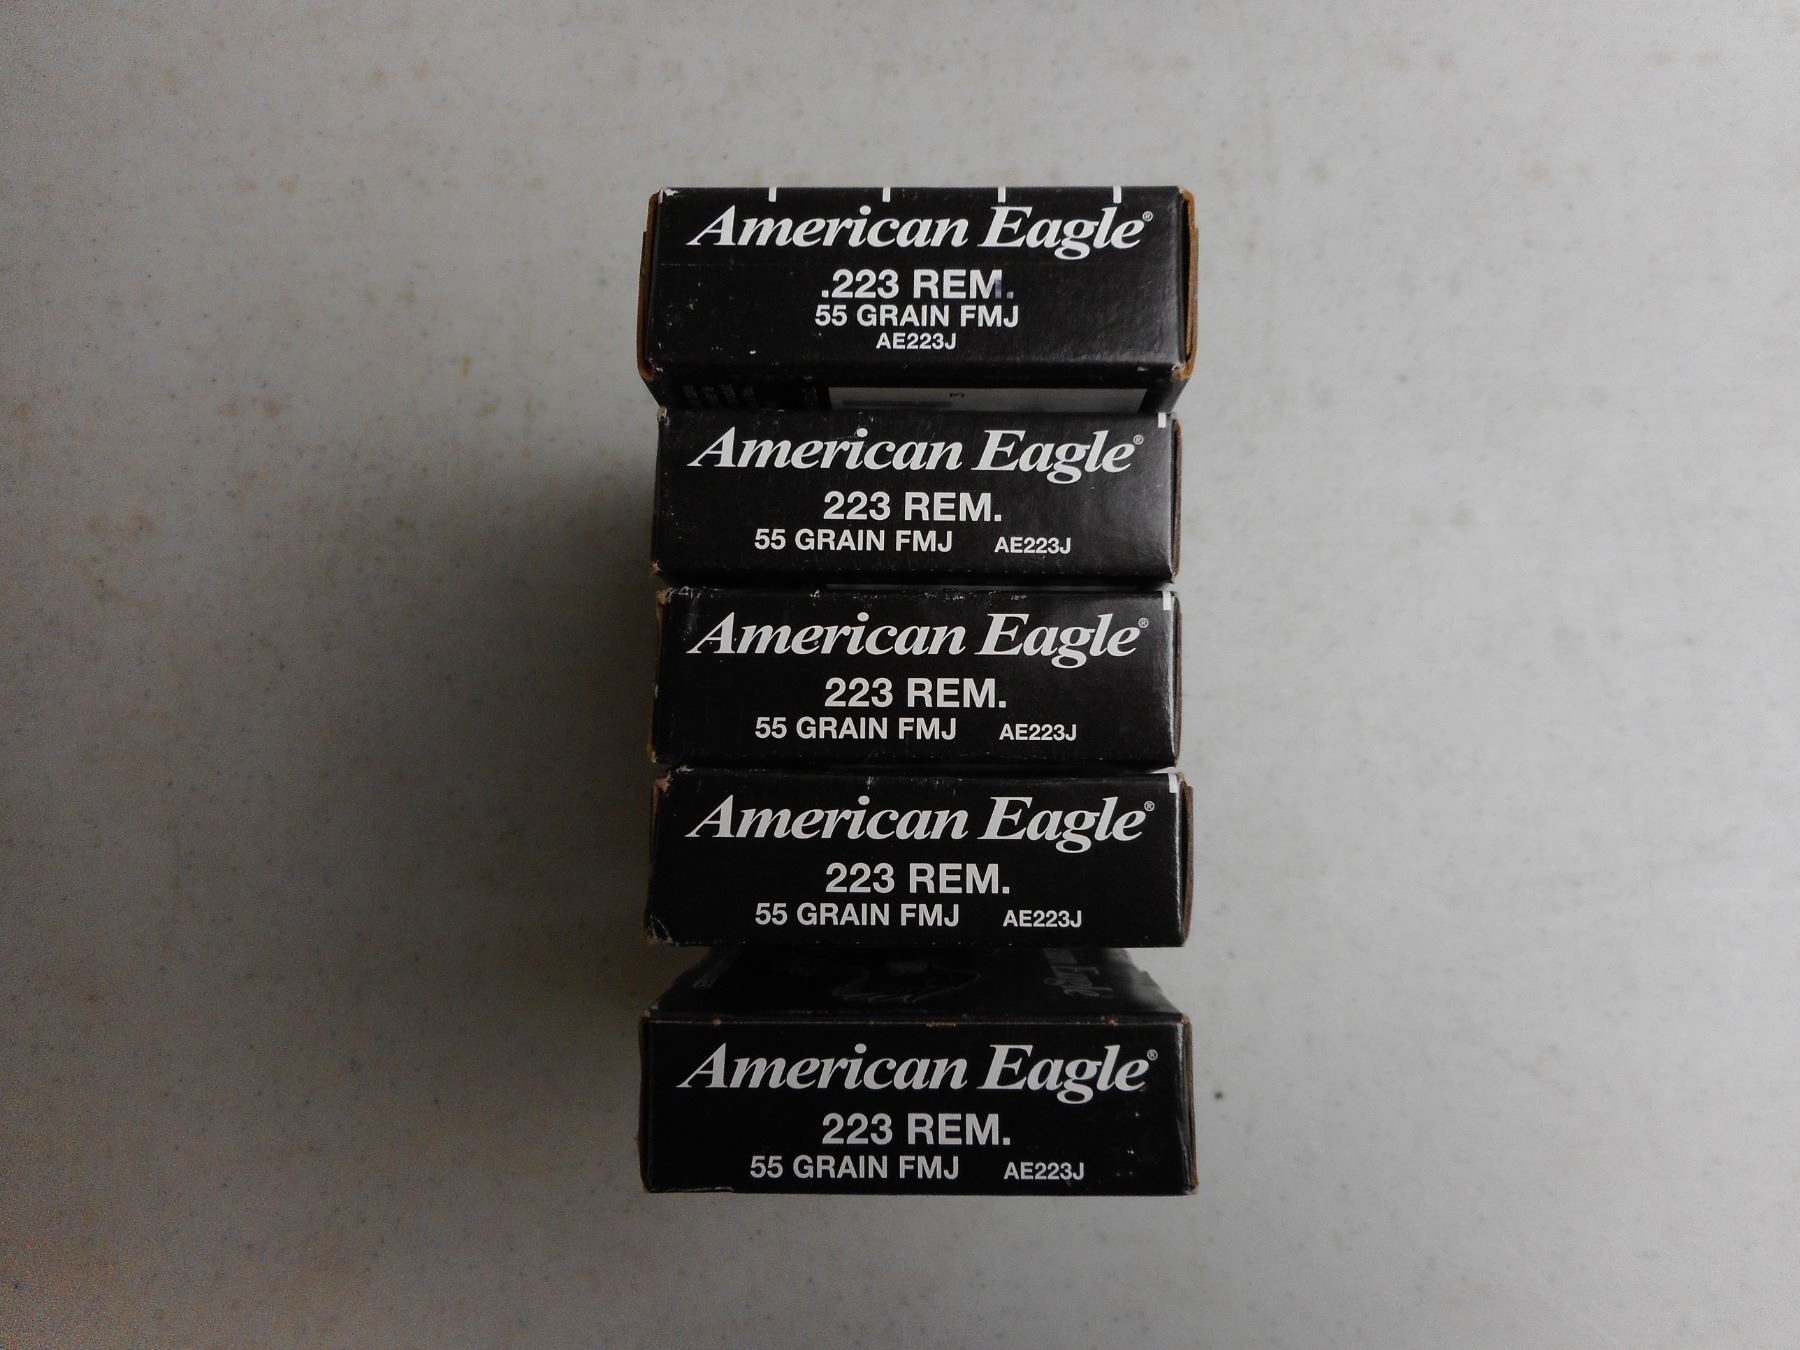 American Eagle®
.223 REM.
55 GRAIN FMJ
AE223J
3
American Eagle®
223 REM.
55 GRAIN FMJ AE223J
American Eagle®
223 REM.
55 GRAIN FMJ AE223J
American Eagle®
223 REM.
55 GRAIN FMJ AE223J
Eagle
American Eagle®
223 REM.
55 GRAIN FMJ AE223J